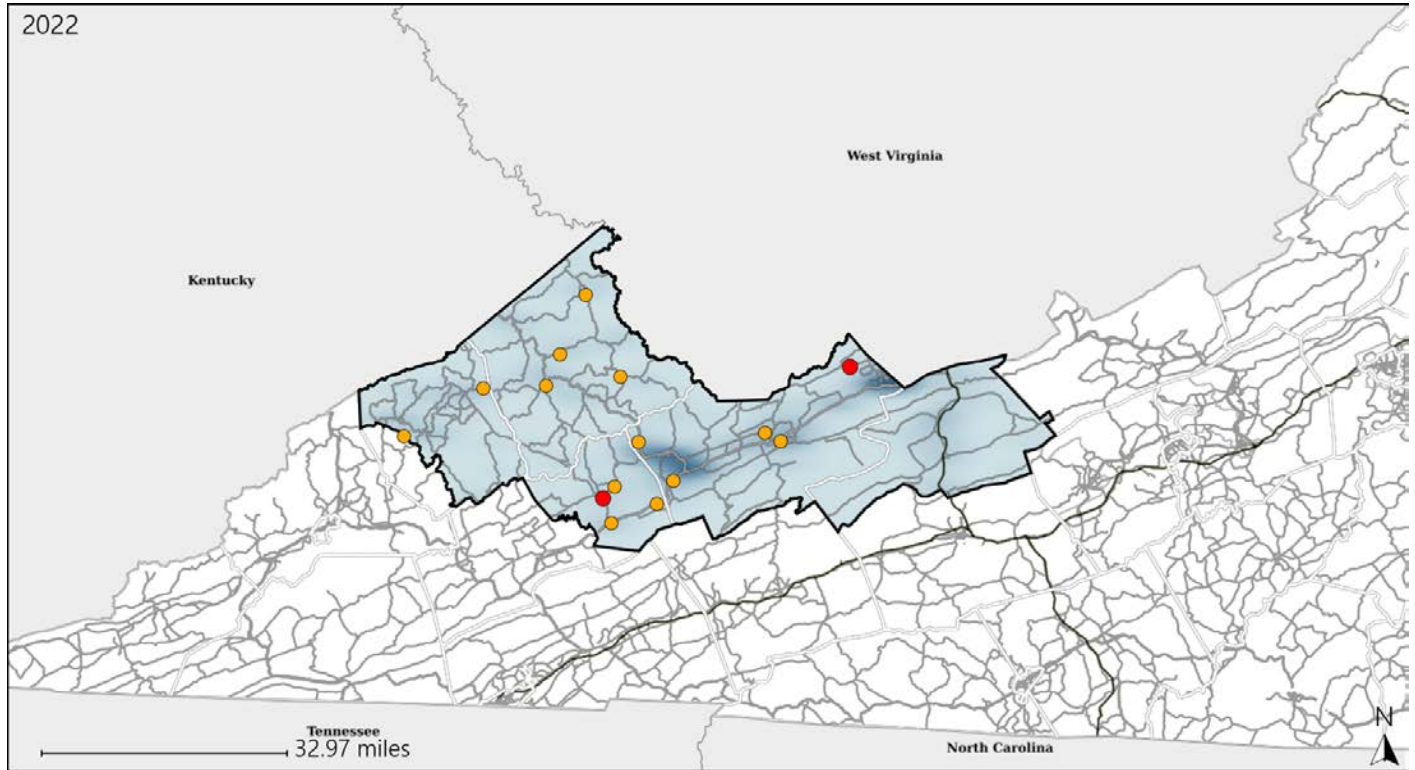 2022
West Virginia
Kentucky
Tennessee
32.97 miles
North Carolina
N